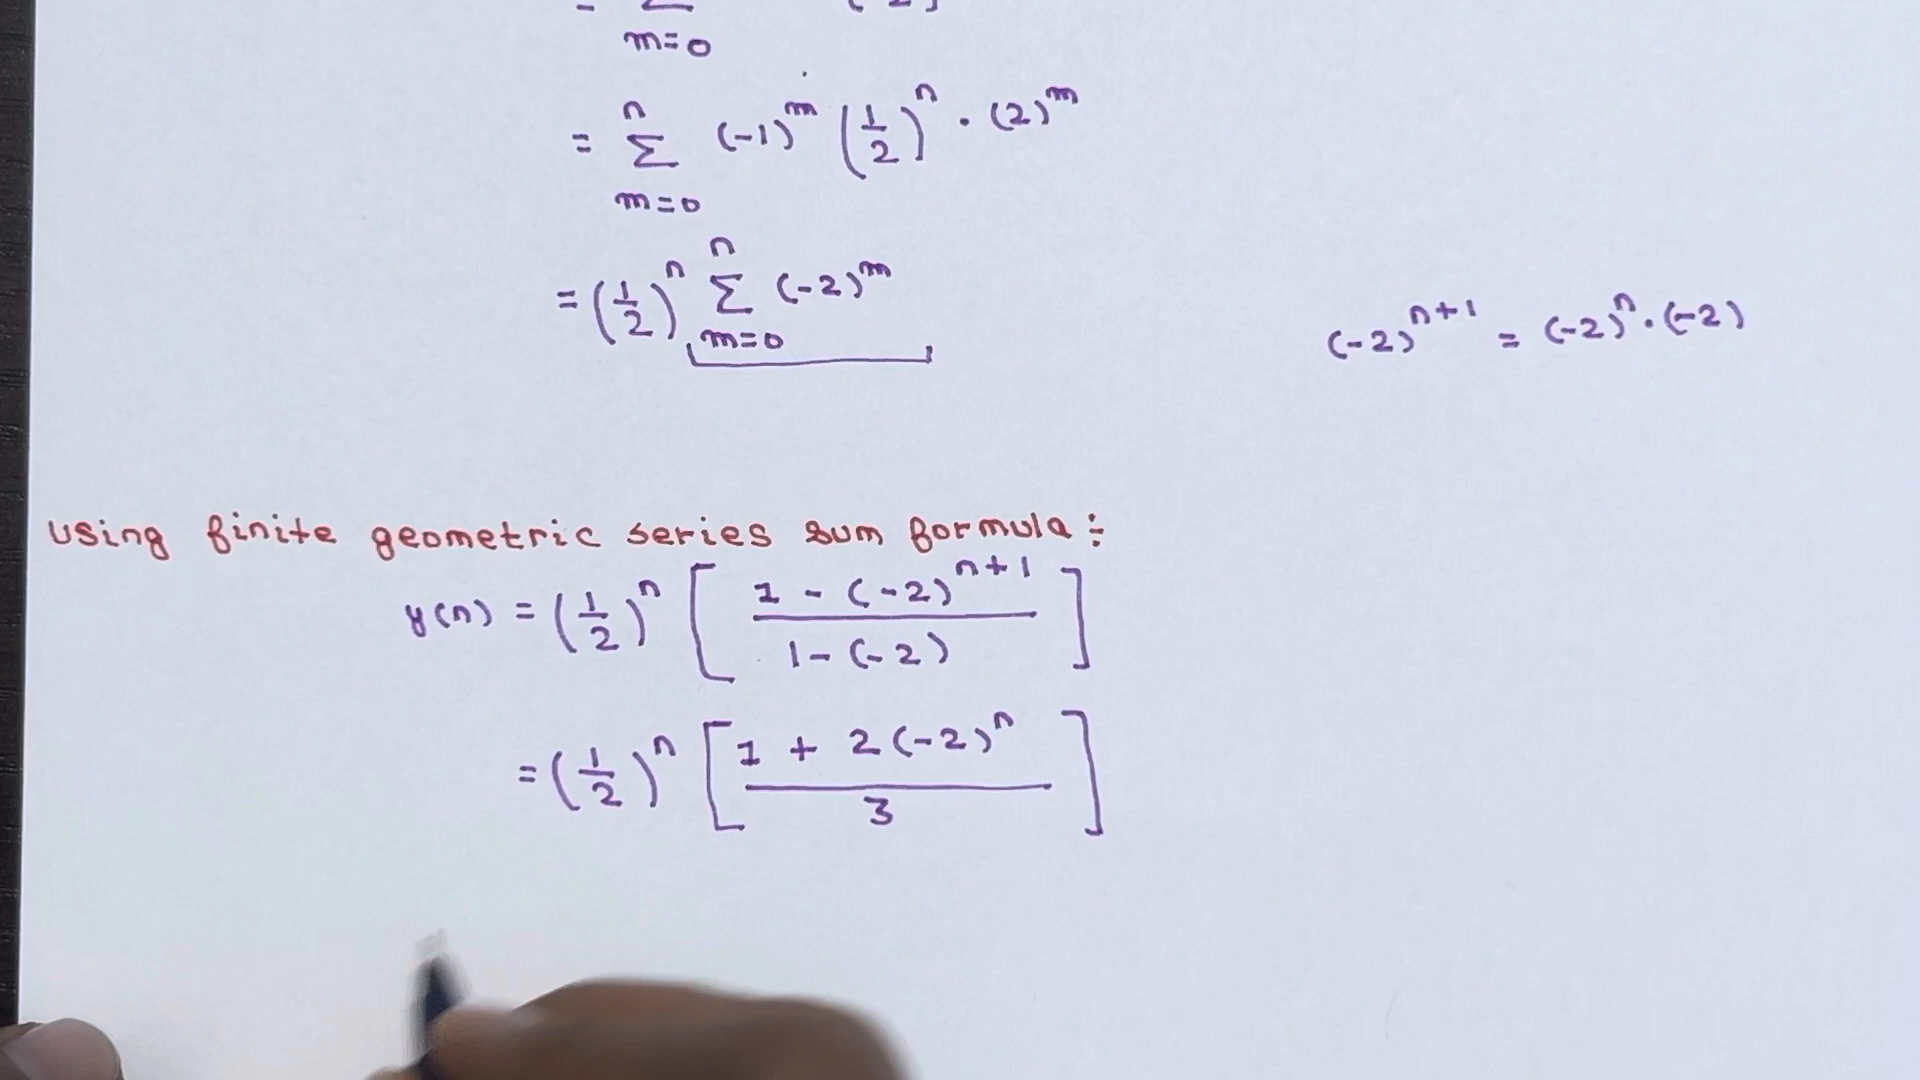 m=0
= n∑m=0 (-1)^m (1/2)^n . (2)^m
= (1/2)^n n∑m=0 (-2)^m
(-2)^n+1 = (-2)^n . (-2)
using finite geometric series sum formula :
y(n) = (1/2)^n [ 1 - (-2)^n+1 / 1-(-2) ]
= (1/2)^n [ 1 + 2(-2)^n / 3 ]